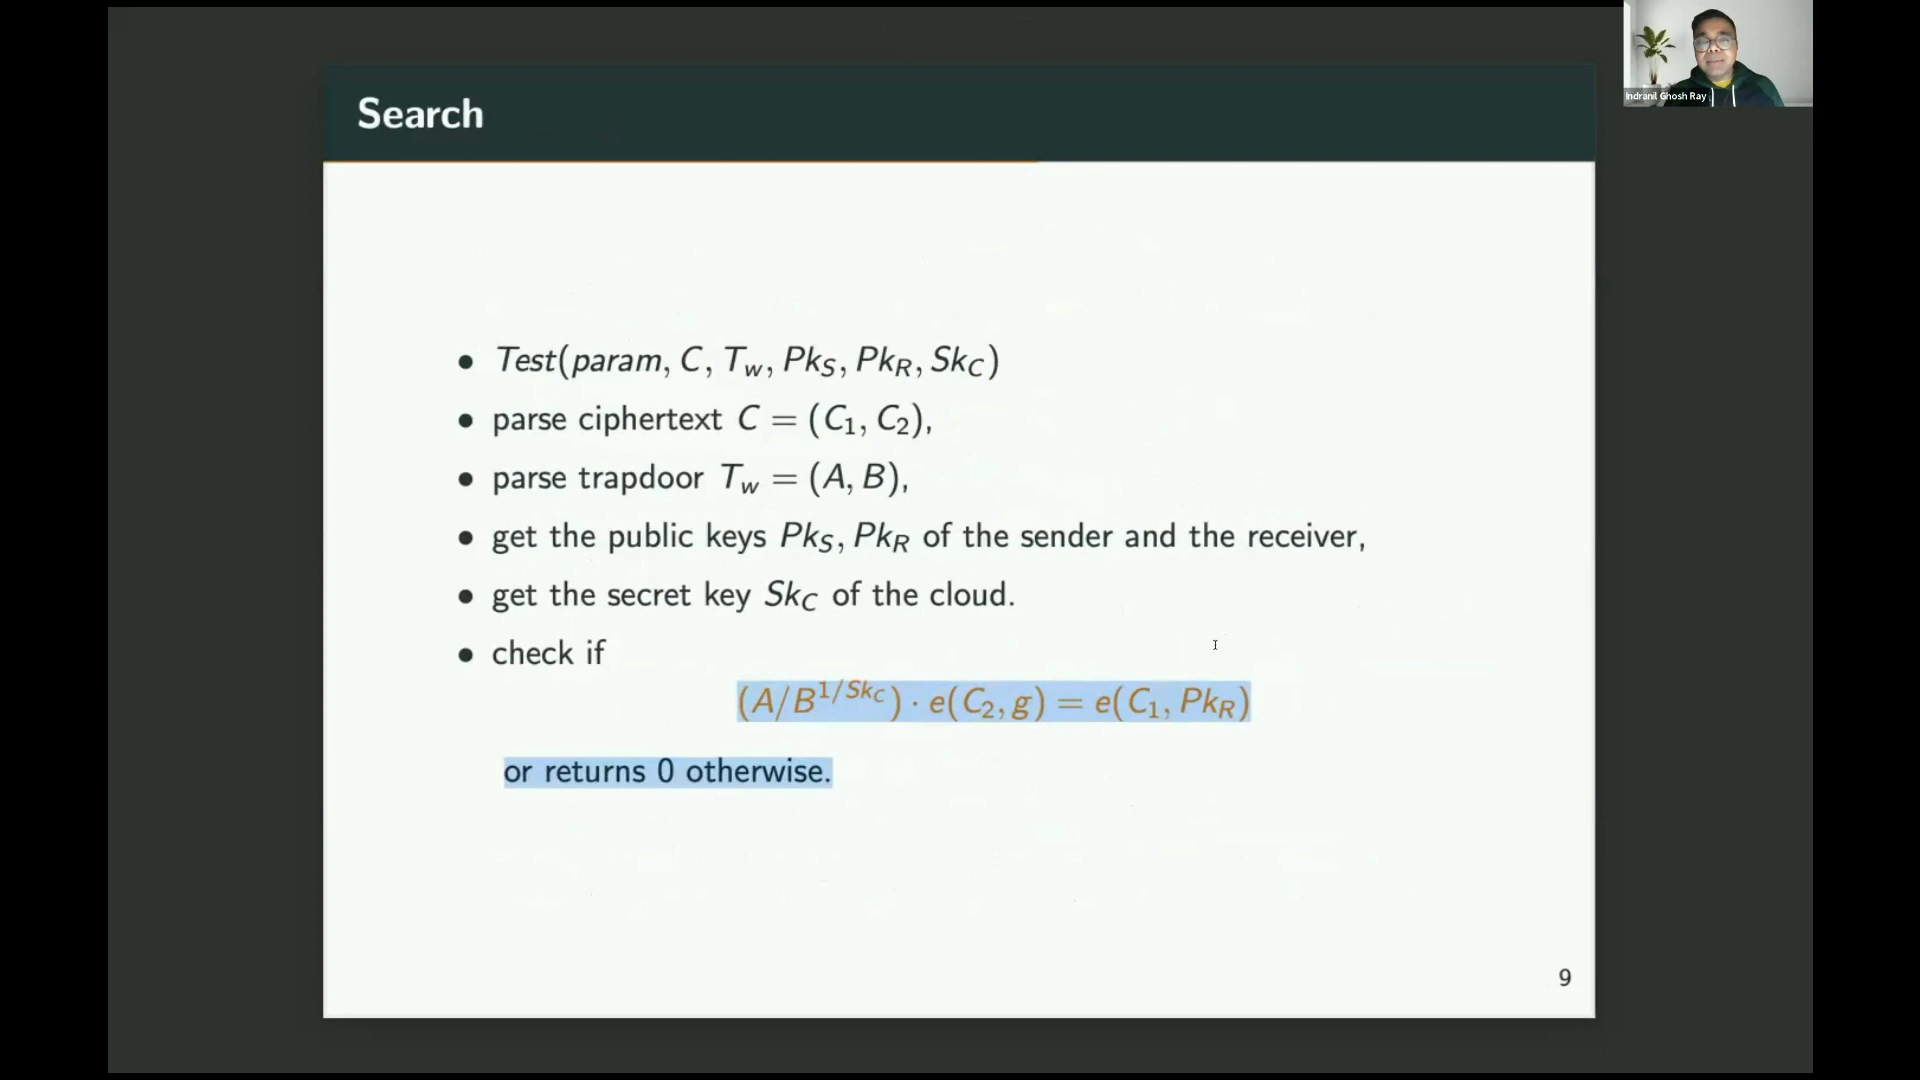 Search
Indranil Ghosh Ray
• Test(param, C, T_w, Pk_S, Pk_R, Sk_C)
• parse ciphertext C = (C_1, C_2),
• parse trapdoor T_w = (A, B),
• get the public keys Pk_S, Pk_R of the sender and the receiver,
• get the secret key Sk_C of the cloud.
• check if
(A/B^{1/Sk_C}) · e(C_2, g) = e(C_1, Pk_R)
or returns 0 otherwise.
9